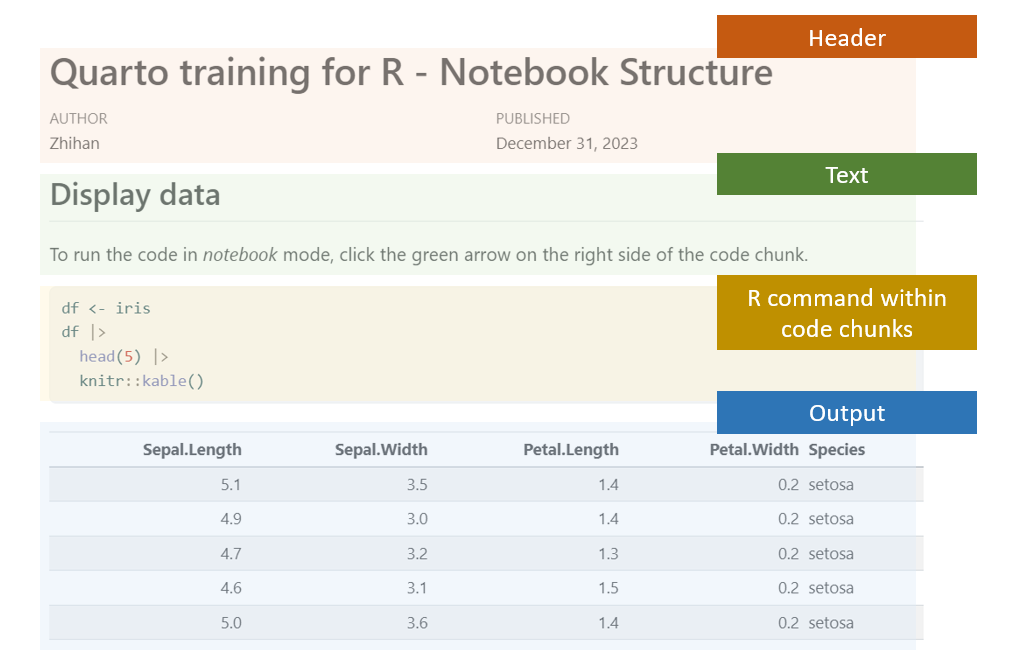 Header
Quarto training for R - Notebook Structure
AUTHOR PUBLISHED
Zhihan December 31, 2023
Text
Display data
To run the code in notebook mode, click the green arrow on the right side of the code chunk.
R command within
code chunks
df <- iris
df |>
  head(5) |>
  knitr::kable()
Output
Sepal.Length Sepal.Width Petal.Length Petal.Width Species
5.1 3.5 1.4 0.2 setosa
4.9 3.0 1.4 0.2 setosa
4.7 3.2 1.3 0.2 setosa
4.6 3.1 1.5 0.2 setosa
5.0 3.6 1.4 0.2 setosa